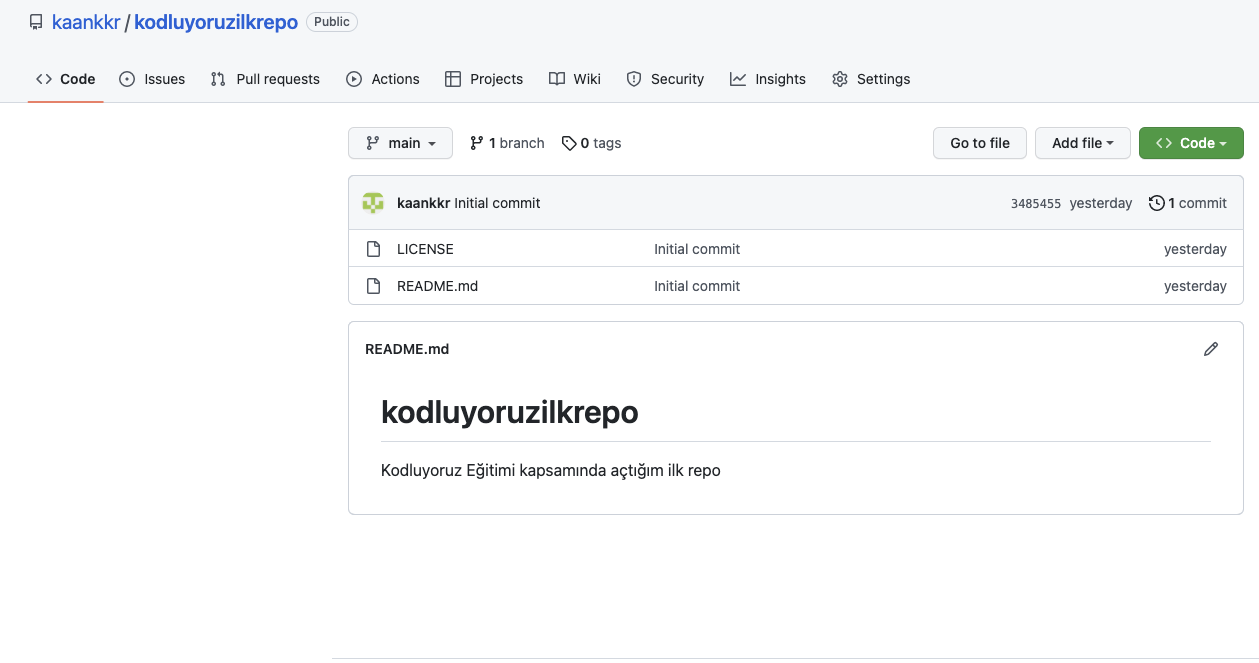 kaankkr / kodluyoruzilkrepo Public
Code Issues Pull requests Actions Projects Wiki Security Insights Settings
main 1 branch 0 tags Go to file Add file Code
kaankkr Initial commit 3485455 yesterday 1 commit
LICENSE Initial commit yesterday
README.md Initial commit yesterday
README.md
kodluyoruzilkrepo
Kodluyoruz Eğitimi kapsamında açtığım ilk repo